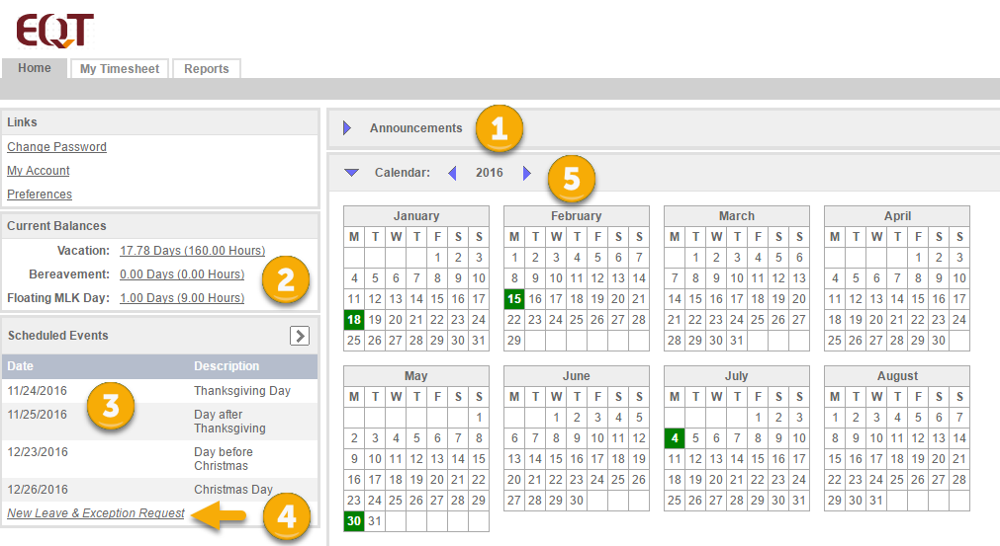 EQT
Home
My Timesheet
Reports
Links
Change Password
My Account
Preferences
Current Balances
Vacation: 17.78 Days (160.00 Hours)
Bereavement: 0.00 Days (0.00 Hours)
Floating MLK Day: 1.00 Days (9.00 Hours)
2
Scheduled Events
Date Description
11/24/2016 Thanksgiving Day
11/25/2016 Day after
Thanksgiving
12/23/2016 Day before
Christmas
12/26/2016 Christmas Day
3
New Leave & Exception Request
4
Announcements
1
Calendar: 2016
5
January
M T W T F S S
1 2 3
4 5 6 7 8 9 10
11 12 13 14 15 16 17
18 19 20 21 22 23 24
25 26 27 28 29 30 31
February
M T W T F S S
1 2 3 4 5 6 7
8 9 10 11 12 13 14
15 16 17 18 19 20 21
22 23 24 25 26 27 28
29
March
M T W T F S S
1 2 3 4 5 6
7 8 9 10 11 12 13
14 15 16 17 18 19 20
21 22 23 24 25 26 27
28 29 30 31
April
M T W T F S S
1 2 3
4 5 6 7 8 9 10
11 12 13 14 15 16 17
18 19 20 21 22 23 24
25 26 27 28 29 30
May
M T W T F S S
1
2 3 4 5 6 7 8
9 10 11 12 13 14 15
16 17 18 19 20 21 22
23 24 25 26 27 28 29
30 31
June
M T W T F S S
1 2 3 4 5
6 7 8 9 10 11 12
13 14 15 16 17 18 19
20 21 22 23 24 25 26
27 28 29 30
July
M T W T F S S
1 2 3
4 5 6 7 8 9 10
11 12 13 14 15 16 17
18 19 20 21 22 23 24
25 26 27 28 29 30 31
August
M T W T F S S
1 2 3 4 5 6 7
8 9 10 11 12 13 14
15 16 17 18 19 20 21
22 23 24 25 26 27 28
29 30 31